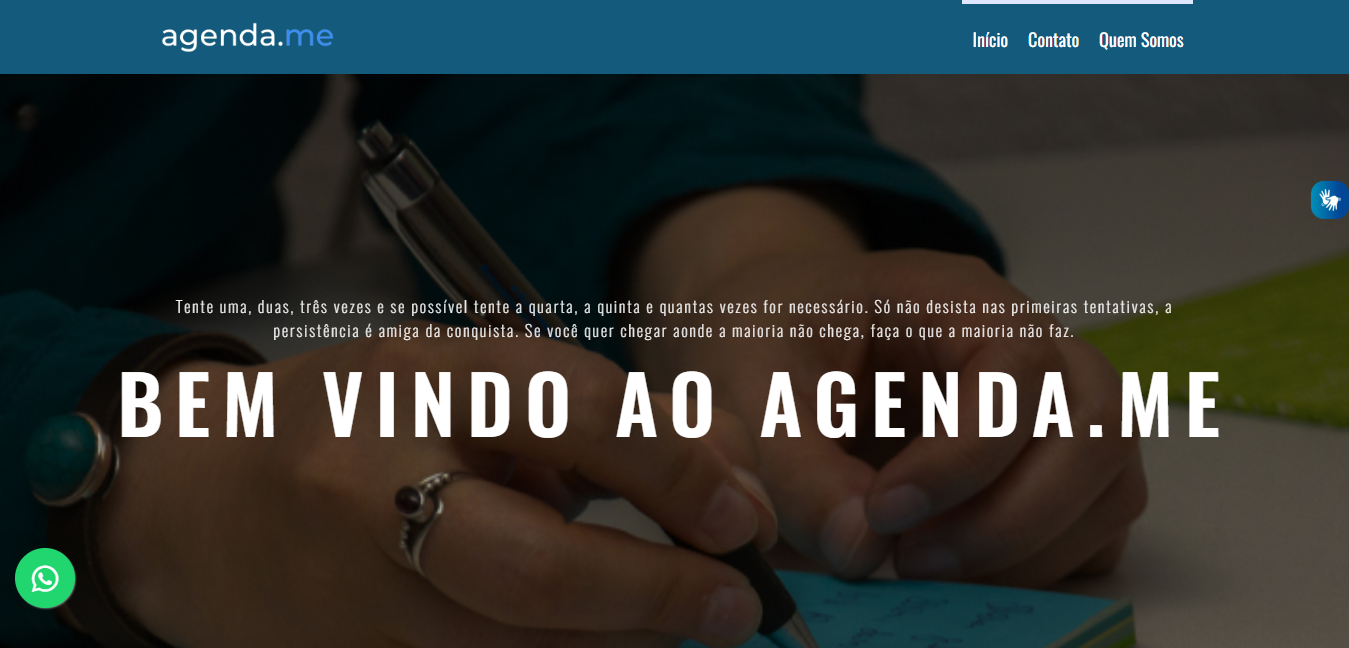 agenda.me
Início Contato Quem Somos
Tente uma, duas, três vezes e se possível tente a quarta, a quinta e quantas vezes for necessário. Só não desista nas primeiras tentativas, a
persistência é amiga da conquista. Se você quer chegar aonde a maioria não chega, faça o que a maioria não faz.
BEM VINDO AO AGENDA.ME